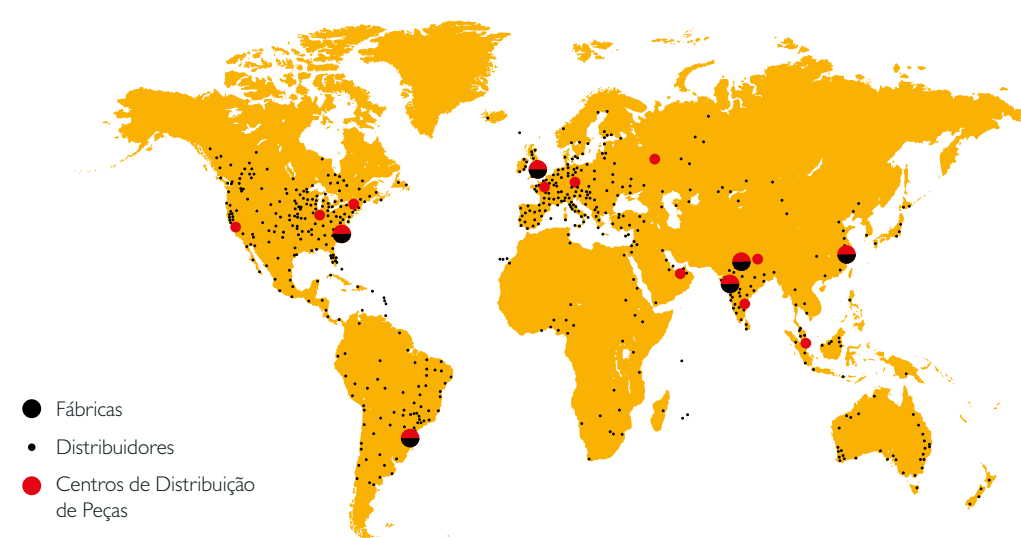 Fábricas
Distribuidores
Centros de Distribuição
de Peças